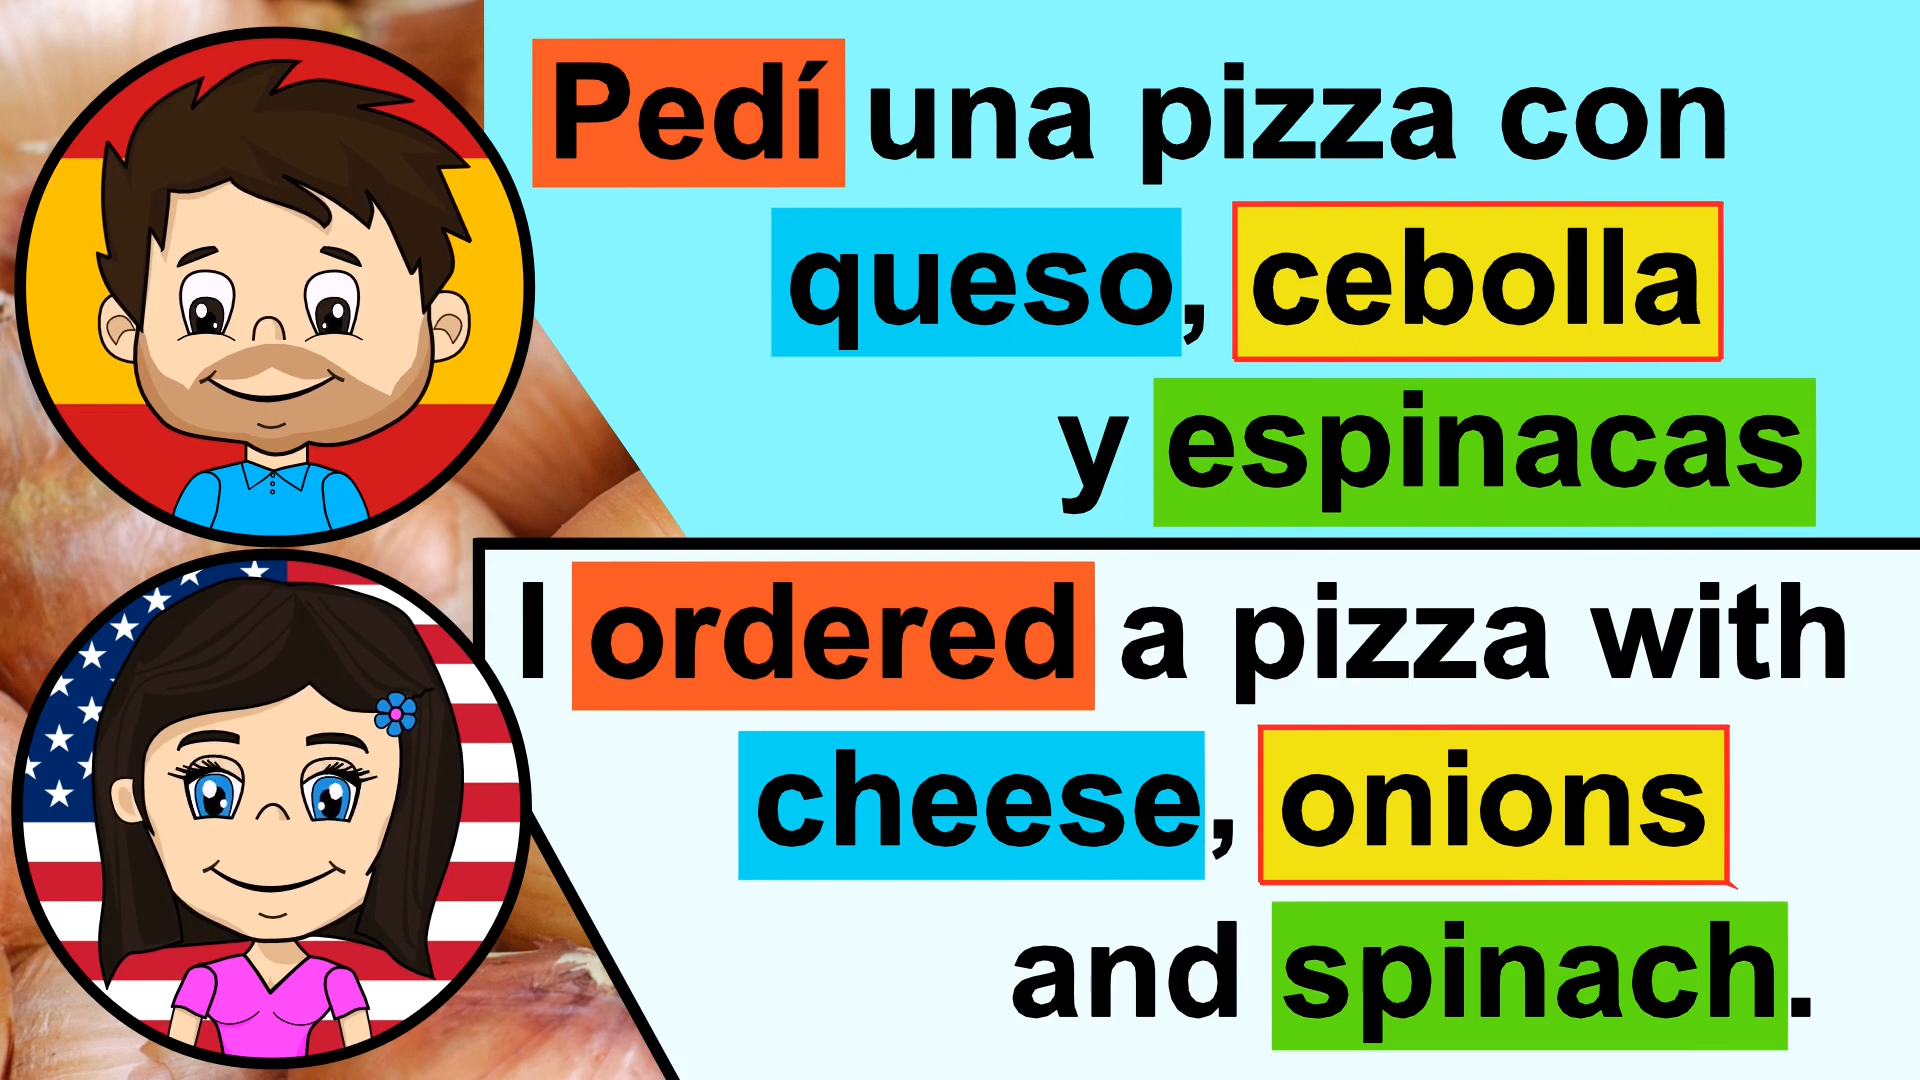 Pedí una pizza con
queso, cebolla
y espinacas
I ordered a pizza with
cheese, onions
and spinach.